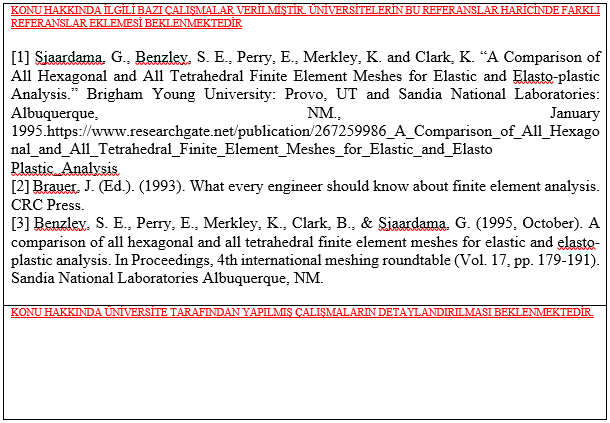 KONU HAKKINDA İLGİLİ BAZI ÇALIŞMALAR VERİLMİŞTİR. ÜNİVERSİTELERİN BU REFERANSLAR HARİCİNDE FARKLI
REFERANSLAR EKLEMESİ BEKLENMEKTEDİR
[1] Sjaardama, G., Benzley, S. E., Perry, E., Merkley, K. and Clark, K. “A Comparison of
All Hexagonal and All Tetrahedral Finite Element Meshes for Elastic and Elasto-plastic
Analysis.” Brigham Young University: Provo, UT and Sandia National Laboratories:
Albuquerque, NM., January
1995.https://www.researchgate.net/publication/267259986_A_Comparison_of_All_Hexago
nal_and_All_Tetrahedral_Finite_Element_Meshes_for_Elastic_and_Elasto
Plastic_Analysis
[2] Brauer, J. (Ed.). (1993). What every engineer should know about finite element analysis.
CRC Press.
[3] Benzley, S. E., Perry, E., Merkley, K., Clark, B., & Sjaardama, G. (1995, October). A
comparison of all hexagonal and all tetrahedral finite element meshes for elastic and elasto-
plastic analysis. In Proceedings, 4th international meshing roundtable (Vol. 17, pp. 179-191).
Sandia National Laboratories Albuquerque, NM.
KONU HAKKINDA ÜNİVERSİTE TARAFINDAN YAPILMIŞ ÇALIŞMALARIN DETAYLANDIRILMASI BEKLENMEKTEDİR.